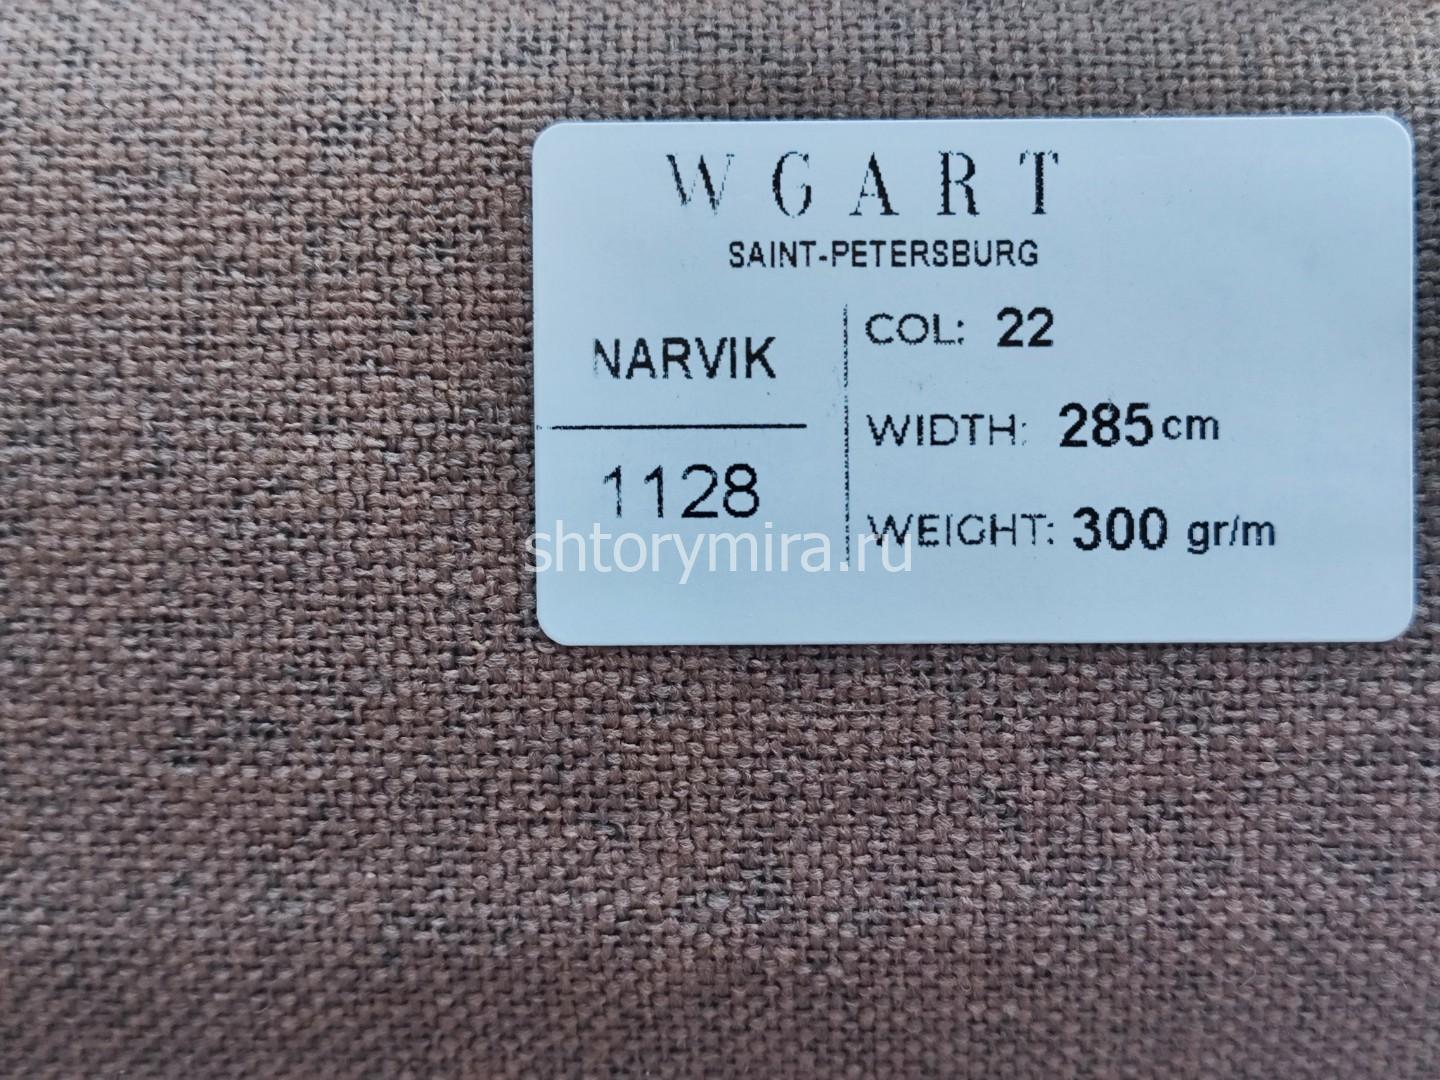 WGART
SAINT-PETERSBURG
NARVIK
1128
COL: 22
WIDTH: 285 cm
WEIGHT: 300 gr/m
shtorymira.ru